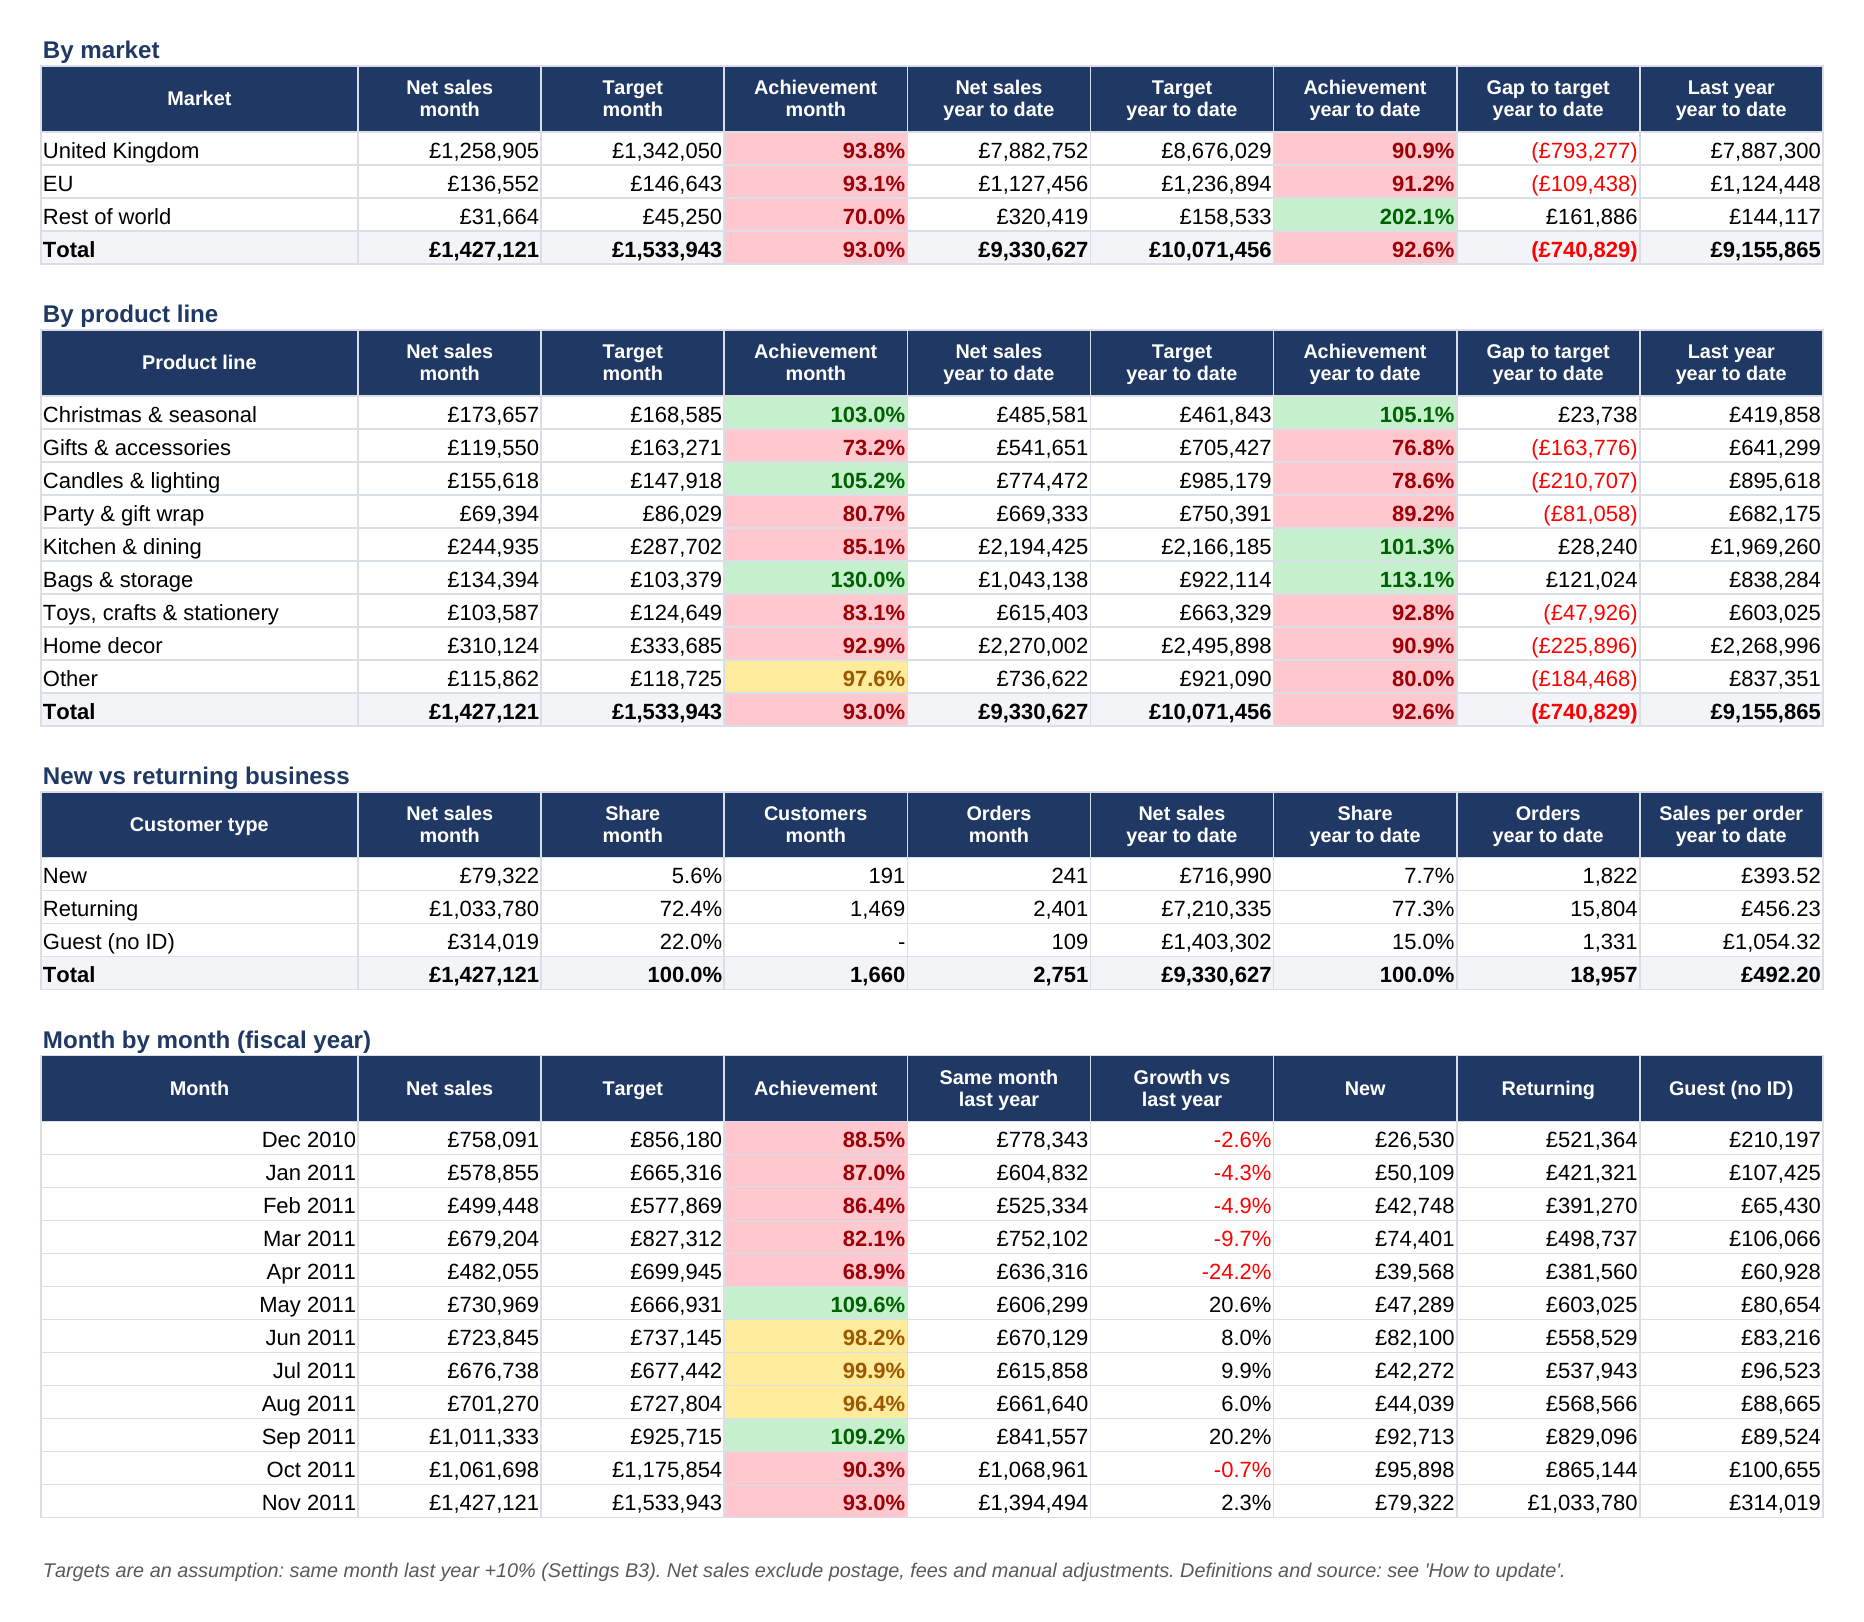 By market
Market Net sales month Target month Achievement month Net sales year to date Target year to date Achievement year to date Gap to target year to date Last year year to date
United Kingdom £1,258,905 £1,342,050 93.8% £7,882,752 £8,676,029 90.9% (£793,277) £7,887,300
EU £136,552 £146,643 93.1% £1,127,456 £1,236,894 91.2% (£109,438) £1,124,448
Rest of world £31,664 £45,250 70.0% £320,419 £158,533 202.1% £161,886 £144,117
Total £1,427,121 £1,533,943 93.0% £9,330,627 £10,071,456 92.6% (£740,829) £9,155,865
By product line
Product line Net sales month Target month Achievement month Net sales year to date Target year to date Achievement year to date Gap to target year to date Last year year to date
Christmas & seasonal £173,657 £168,585 103.0% £485,581 £461,843 105.1% £23,738 £419,858
Gifts & accessories £119,550 £163,271 73.2% £541,651 £705,427 76.8% (£163,776) £641,299
Candles & lighting £155,618 £147,918 105.2% £774,472 £985,179 78.6% (£210,707) £895,618
Party & gift wrap £69,394 £86,029 80.7% £669,333 £750,391 89.2% (£81,058) £682,175
Kitchen & dining £244,935 £287,702 85.1% £2,194,425 £2,166,185 101.3% £28,240 £1,969,260
Bags & storage £134,394 £103,379 130.0% £1,043,138 £922,114 113.1% £121,024 £838,284
Toys, crafts & stationery £103,587 £124,649 83.1% £615,403 £663,329 92.8% (£47,926) £603,025
Home decor £310,124 £333,685 92.9% £2,270,002 £2,495,898 90.9% (£225,896) £2,268,996
Other £115,862 £118,725 97.6% £736,622 £921,090 80.0% (£184,468) £837,351
Total £1,427,121 £1,533,943 93.0% £9,330,627 £10,071,456 92.6% (£740,829) £9,155,865
New vs returning business
Customer type Net sales month Share month Customers month Orders month Net sales year to date Share year to date Orders year to date Sales per order year to date
New £79,322 5.6% 191 241 £716,990 7.7% 1,822 £393.52
Returning £1,033,780 72.4% 1,469 2,401 £7,210,335 77.3% 15,804 £456.23
Guest (no ID) £314,019 22.0% - 109 £1,403,302 15.0% 1,331 £1,054.32
Total £1,427,121 100.0% 1,660 2,751 £9,330,627 100.0% 18,957 £492.20
Month by month (fiscal year)
Month Net sales Target Achievement Same month last year Growth vs last year New Returning Guest (no ID)
Dec 2010 £758,091 £856,180 88.5% £778,343 -2.6% £26,530 £521,364 £210,197
Jan 2011 £578,855 £665,316 87.0% £604,832 -4.3% £50,109 £421,321 £107,425
Feb 2011 £499,448 £577,869 86.4% £525,334 -4.9% £42,748 £391,270 £65,430
Mar 2011 £679,204 £827,312 82.1% £752,102 -9.7% £74,401 £498,737 £106,066
Apr 2011 £482,055 £699,945 68.9% £636,316 -24.2% £39,568 £381,560 £60,928
May 2011 £730,969 £666,931 109.6% £606,299 20.6% £47,289 £603,025 £80,654
Jun 2011 £723,845 £737,145 98.2% £670,129 8.0% £82,100 £558,529 £83,216
Jul 2011 £676,738 £677,442 99.9% £615,858 9.9% £42,272 £537,943 £96,523
Aug 2011 £701,270 £727,804 96.4% £661,640 6.0% £44,039 £568,566 £88,665
Sep 2011 £1,011,333 £925,715 109.2% £841,557 20.2% £92,713 £829,096 £89,524
Oct 2011 £1,061,698 £1,175,854 90.3% £1,068,961 -0.7% £95,898 £865,144 £100,655
Nov 2011 £1,427,121 £1,533,943 93.0% £1,394,494 2.3% £79,322 £1,033,780 £314,019
Targets are an assumption: same month last year +10% (Settings B3). Net sales exclude postage, fees and manual adjustments. Definitions and source: see 'How to update'.